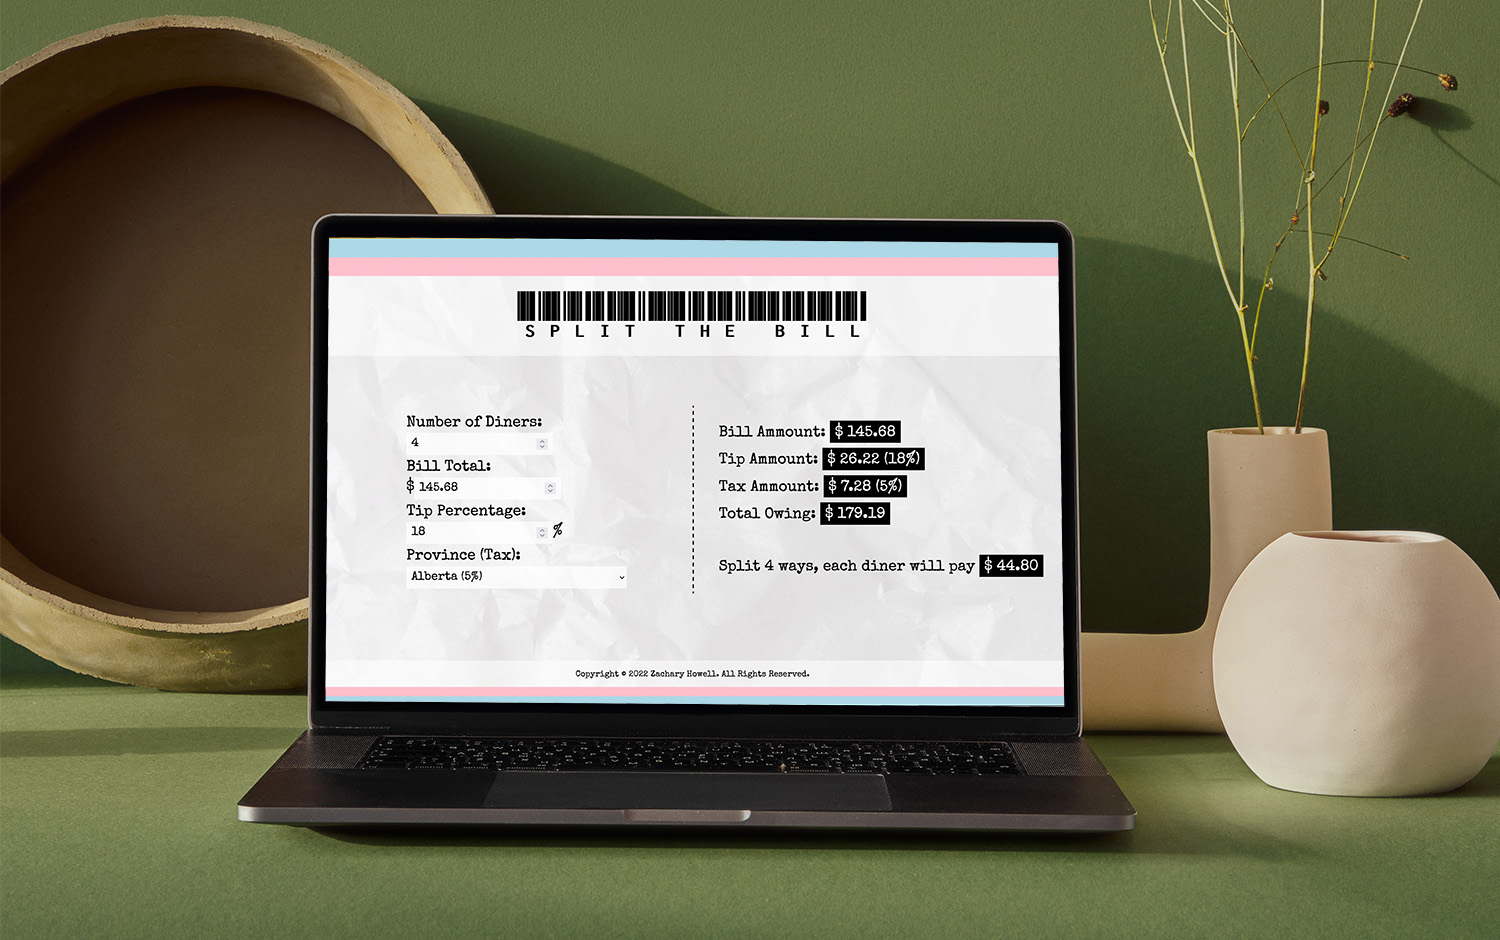 SPLIT THE BILL
Number of Diners:
4
Bill Total:
$ 145.68
Tip Percentage:
18 %
Province (Tax):
Alberta (5%)
Bill Ammount: $ 145.68
Tip Ammount: $ 26.22 (18%)
Tax Ammount: $ 7.28 (5%)
Total Owing: $ 179.19
Split 4 ways, each diner will pay $ 44.80
Copyright © 2022 Zachary Howell. All Rights Reserved.